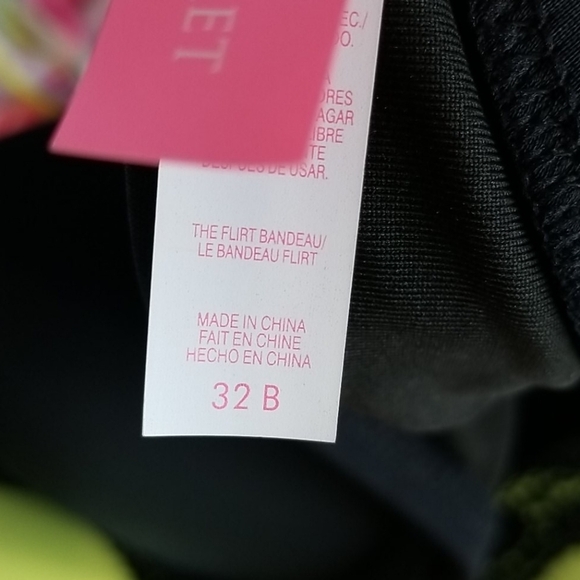 ET
EC./
O.
A
ORES
AGAR
LIBRE
TE
DESPUÉS DE USAR.
THE FLIRT BANDEAU/
LE BANDEAU FLIRT
MADE IN CHINA
FAIT EN CHINE
HECHO EN CHINA
32 B